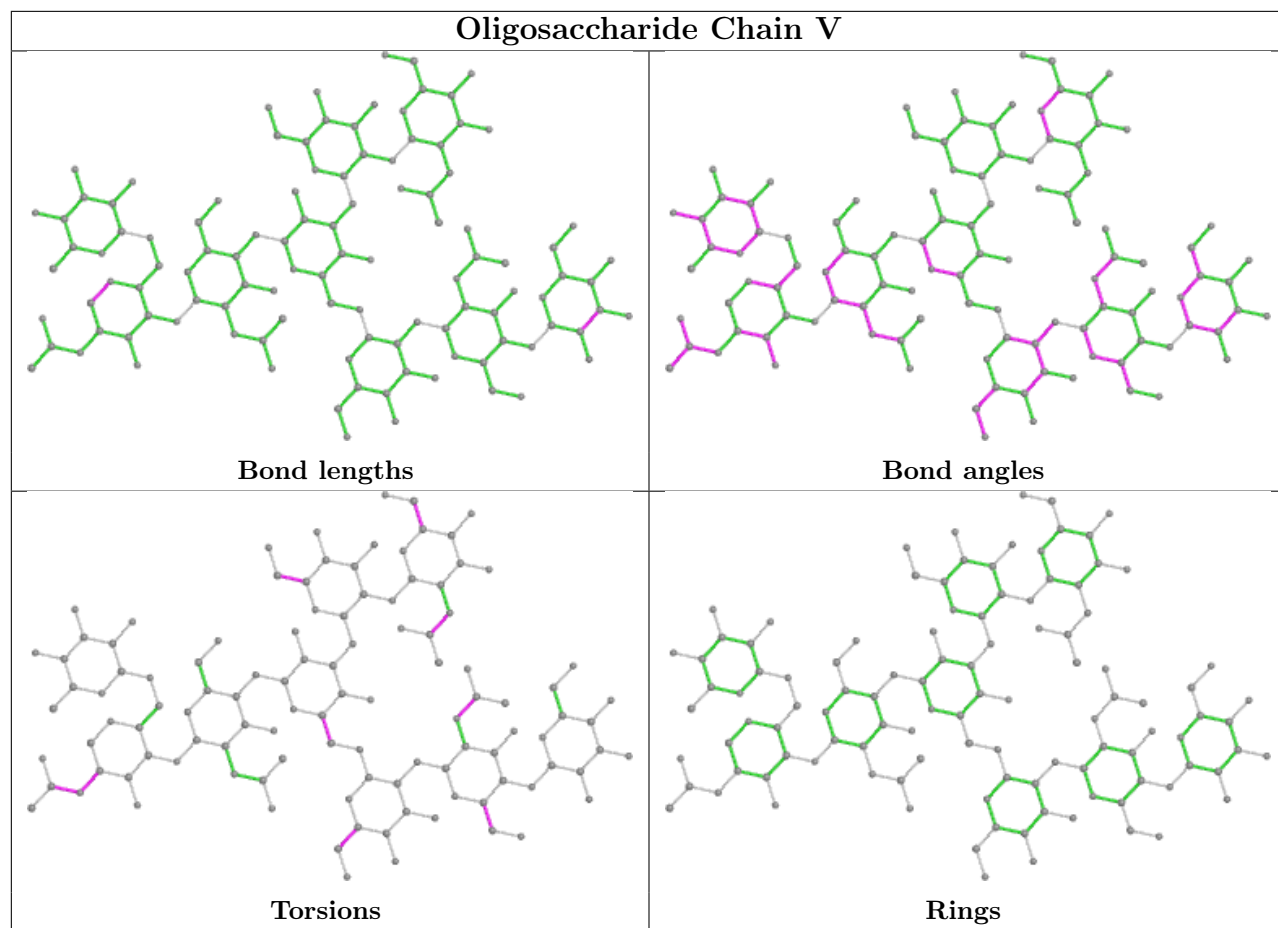 Oligosaccharide Chain V
Bond lengths
Bond angles
Torsions
Rings